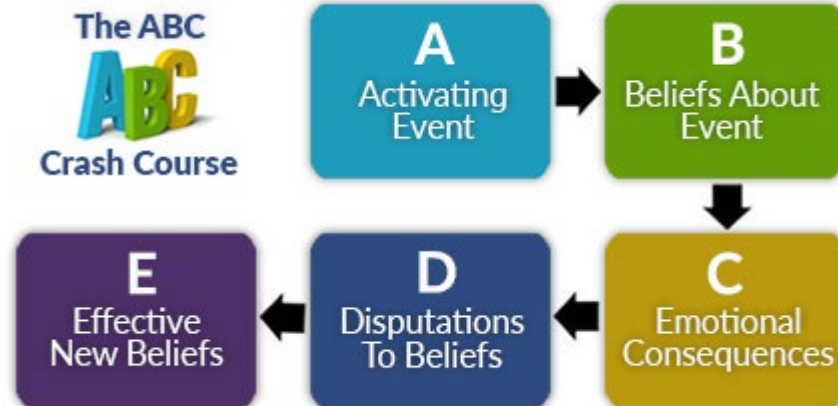 The ABC
ABC
Crash Course
A
Activating
Event
B
Beliefs About
Event
C
Emotional
Consequences
D
Disputations
To Beliefs
E
Effective
New Beliefs